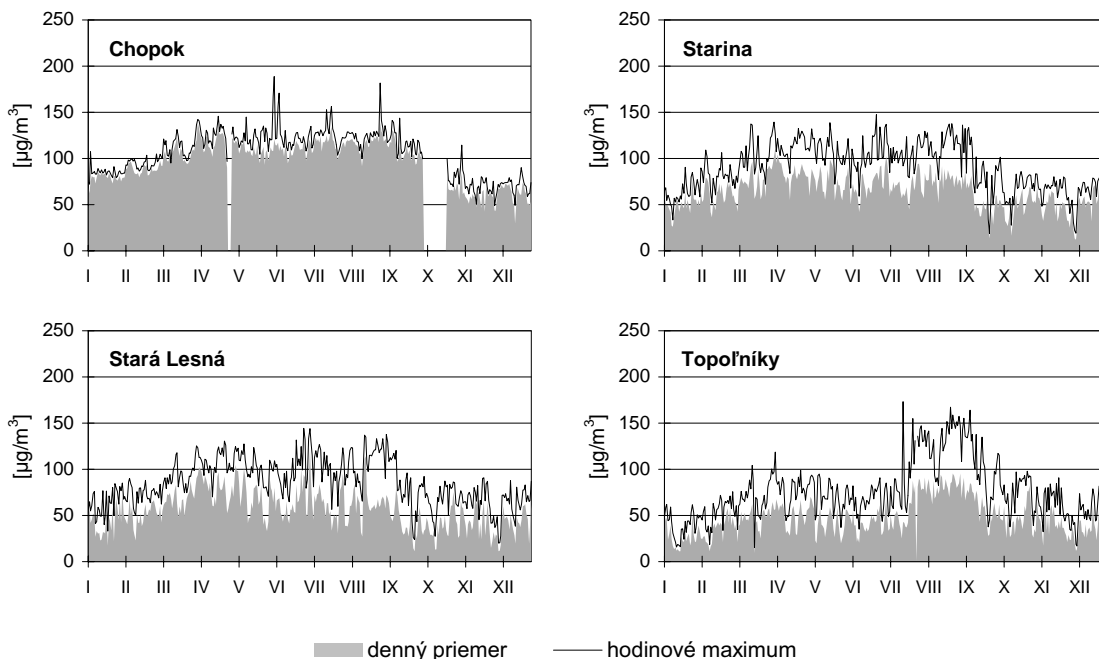 Chopok
250
200
150
100
50
0
[µg/m³]
I II III IV V VI VII VIII IX X XI XII
Starina
250
200
150
100
50
0
[µg/m³]
I II III IV V VI VII VIII IX X XI XII
Stará Lesná
250
200
150
100
50
0
[µg/m³]
I II III IV V VI VII VIII IX X XI XII
Topoľníky
250
200
150
100
50
0
[µg/m³]
I II III IV V VI VII VIII IX X XI XII
denný priemer hodinové maximum